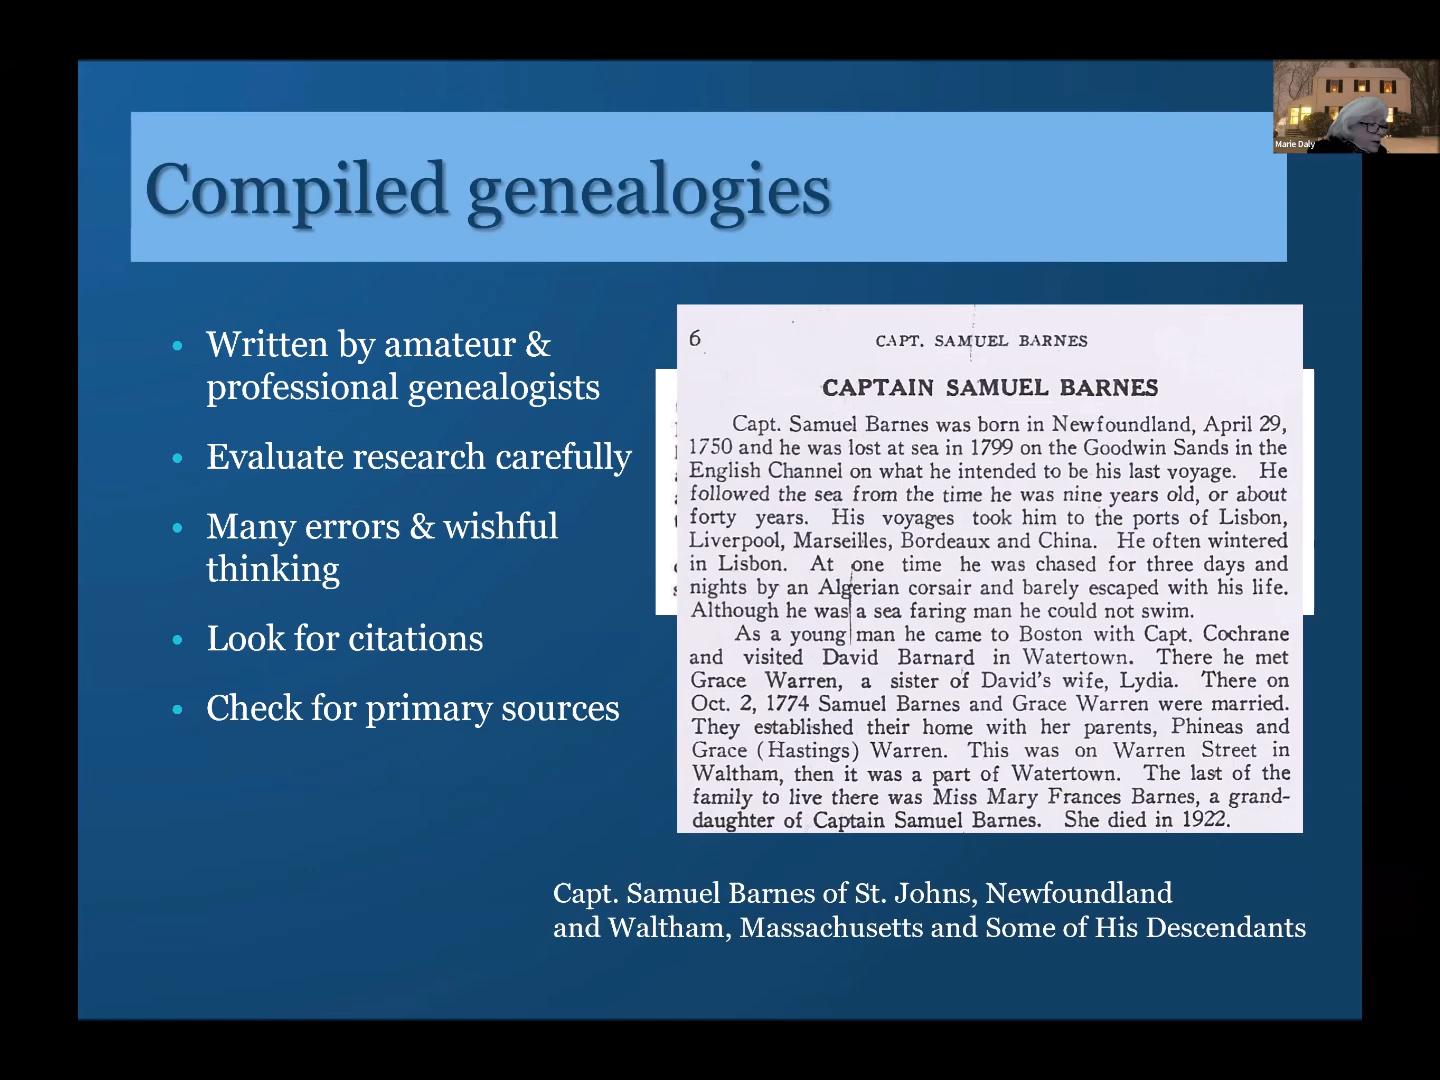 Marie Daly
Compiled genealogies
• Written by amateur &
professional genealogists
• Evaluate research carefully
• Many errors & wishful
thinking
• Look for citations
• Check for primary sources
6 CAPT. SAMUEL BARNES
CAPTAIN SAMUEL BARNES
Capt. Samuel Barnes was born in Newfoundland, April 29,
1750 and he was lost at sea in 1799 on the Goodwin Sands in the
English Channel on what he intended to be his last voyage. He
followed the sea from the time he was nine years old, or about
forty years. His voyages took him to the ports of Lisbon,
Liverpool, Marseilles, Bordeaux and China. He often wintered
in Lisbon. At one time he was chased for three days and
nights by an Algerian corsair and barely escaped with his life.
Although he was a sea faring man he could not swim.
As a young man he came to Boston with Capt. Cochrane
and visited David Barnard in Watertown. There he met
Grace Warren, a sister of David's wife, Lydia. There on
Oct. 2, 1774 Samuel Barnes and Grace Warren were married.
They established their home with her parents, Phineas and
Grace (Hastings) Warren. This was on Warren Street in
Waltham, then it was a part of Watertown. The last of the
family to live there was Miss Mary Frances Barnes, a grand-
daughter of Captain Samuel Barnes. She died in 1922.
Capt. Samuel Barnes of St. Johns, Newfoundland
and Waltham, Massachusetts and Some of His Descendants